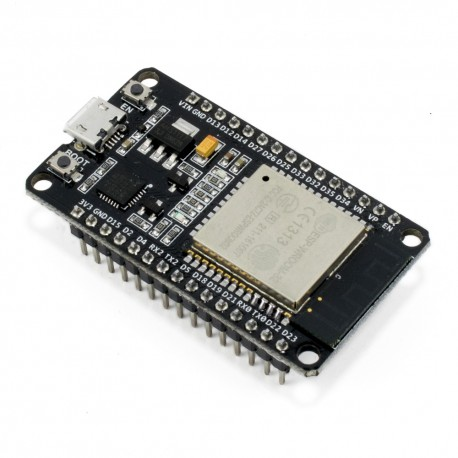 EN
VIN GND D13 D12 D14 D27 D26 D25 D33 D32 D35 D34 VN VP EN
BOOT
3V3 GND D15 D2 D4 RX2 TX2 D5 D18 D19 D21 RX0 TX0 D22 D23
CE1313